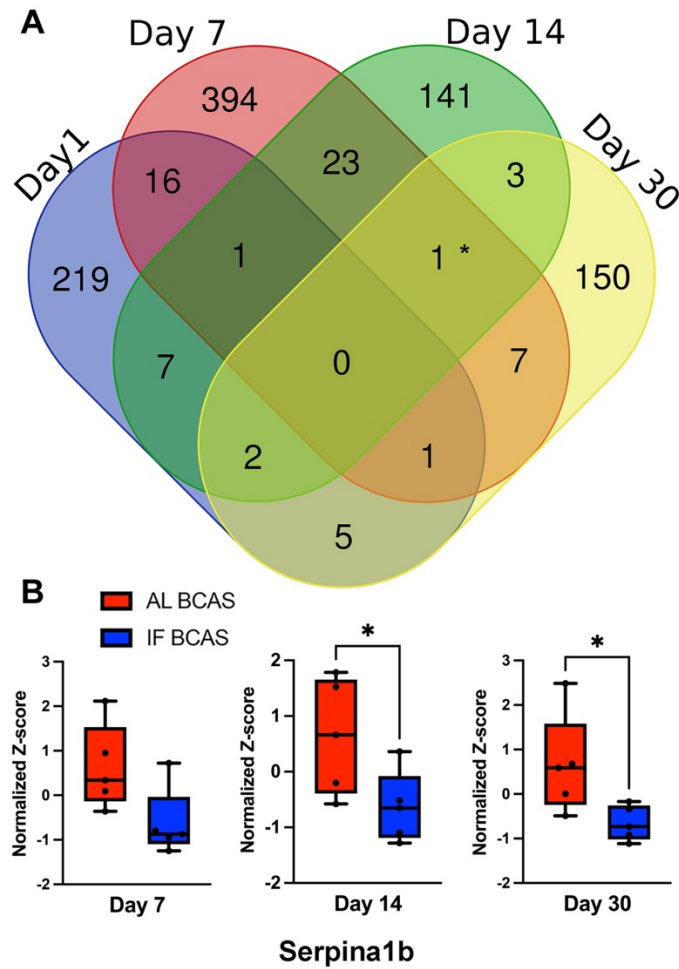 A
Day 7
Day 14
Day1
Day 30
394
141
16
23
3
219
1
1 *
150
7
0
7
2
1
5
B
AL BCAS
IF BCAS
*
*
Normalized Z-score
3
2
1
0
-1
-2
Day 7
Normalized Z-score
2
1
0
-1
-2
Day 14
Normalized Z-score
3
2
1
0
-1
-2
Day 30
Serpina1b